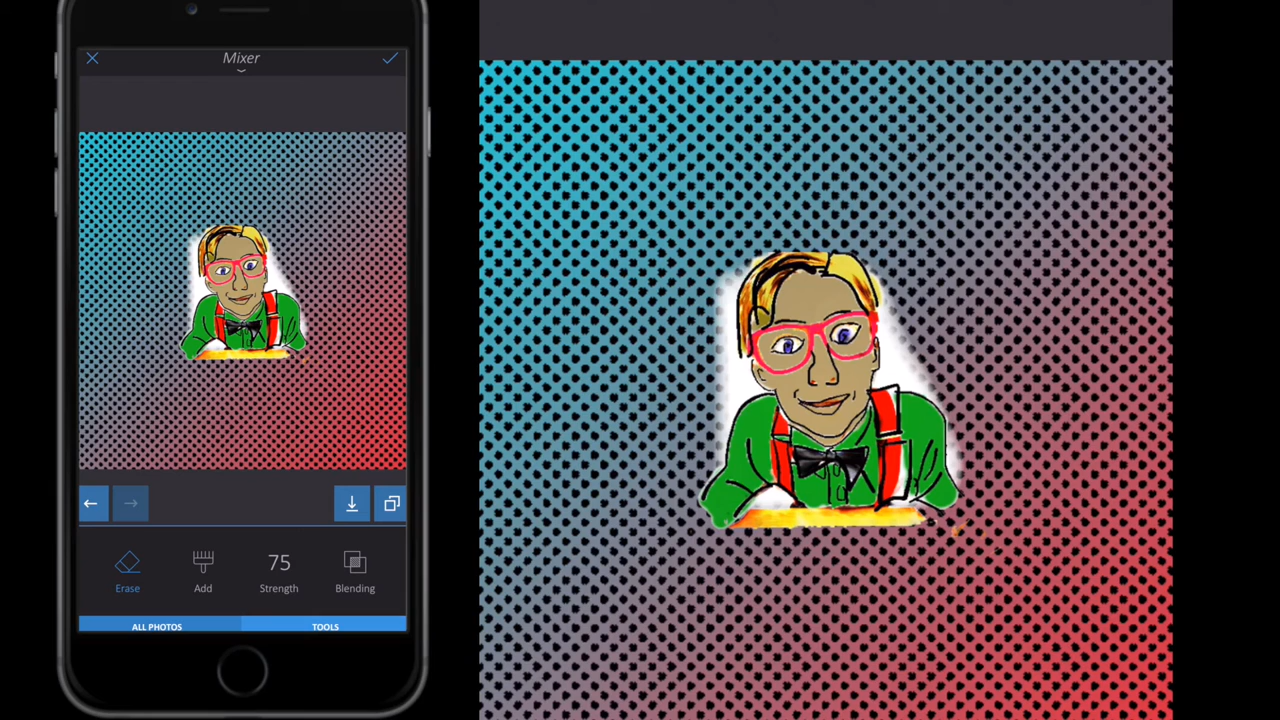 Mixer
75
Erase
Add
Strength
Blending
ALL PHOTOS
TOOLS